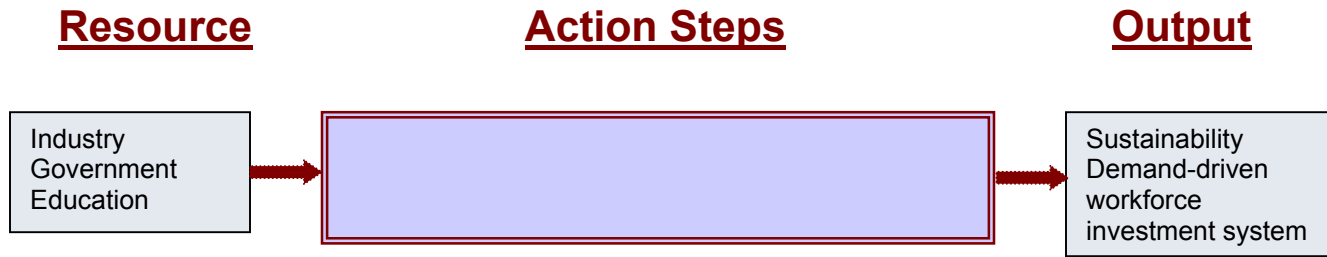 Resource
Action Steps
Output
Industry
Government
Education
Sustainability
Demand-driven
workforce
investment system